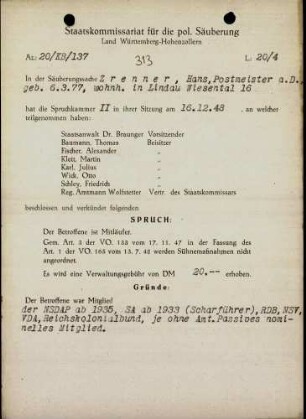 Staatskommissariat für die pol. Säuberung
Land Württemberg-Hohenzollern
Az: 20/KB/137 L. 20/4
313
In der Säuberungssache Zrenner, Hans, Postmeister a.D.,
geb. 6.3.77, wohnh. in Lindau Wiesental 16
hat die Spruchkammer II in ihrer Sitzung am 16.12.48. an welcher
teilgenommen haben:
Staatsanwalt Dr. Braunger Vorsitzender
Baumann, Thomas Beisitzer
Fischer, Alexander "
Klett, Martin "
Karl, Julius "
Wick, Otto "
Schley, Friedrich "
Reg. Amtmann Wollstetter Vertr. des Staatskommissars
beschlossen und verkündet folgenden
SPRUCH:
Der Betroffene ist Mitläufer.
Gem. Art. 3 der VO. 133 vom 17. 11. 47 in der Fassung des
Art. 1 der VO. 165 vom 13. 7. 48 werden Sühnemaßnahmen nicht
angeordnet.
Es wird eine Verwaltungsgebühr von DM 20.-- erhoben.
Gründe:
Der Betroffene war Mitglied
der NSDAP ab 1935, SA ab 1933 (Scharführer), RDB, NSV,
VDA, Reichskolonialbund, je ohne Amt. Passives nomi-
nelles Mitglied.